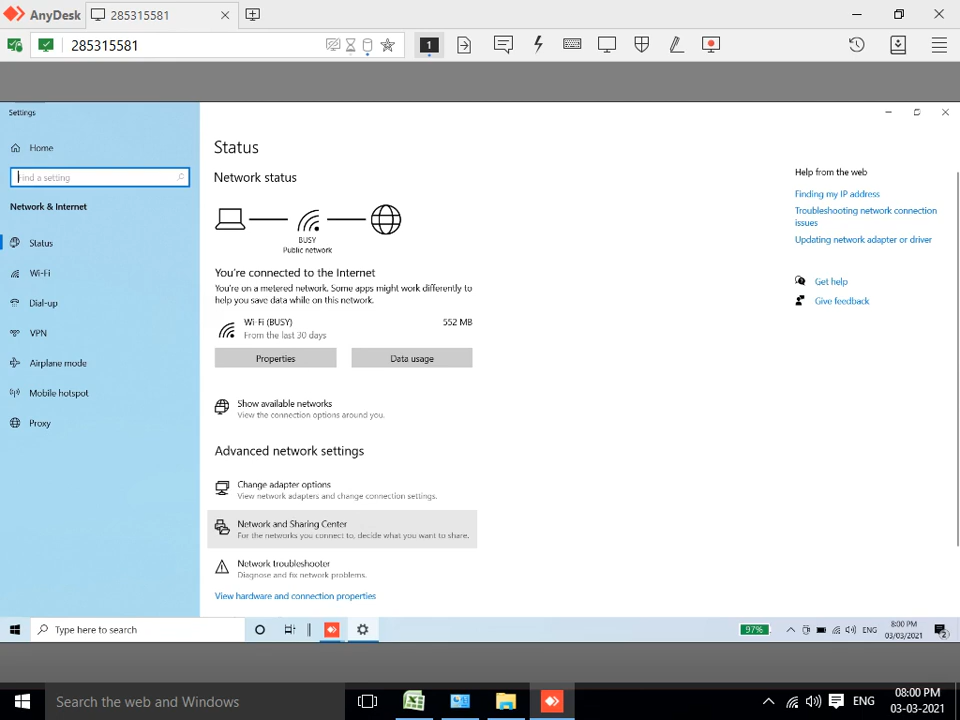 AnyDesk
285315581
285315581
1
Settings
Home
Find a setting
Network & Internet
Status
Wi-Fi
Dial-up
VPN
Airplane mode
Mobile hotspot
Proxy
Status
Network status
BUSY
Public network
You're connected to the Internet
You're on a metered network. Some apps might work differently to
help you save data while on this network.
Wi-Fi (BUSY)
552 MB
From the last 30 days
Properties
Data usage
Show available networks
View the connection options around you.
Advanced network settings
Change adapter options
View network adapters and change connection settings.
Network and Sharing Center
For the networks you connect to, decide what you want to share.
Network troubleshooter
Diagnose and fix network problems.
View hardware and connection properties
Help from the web
Finding my IP address
Troubleshooting network connection
issues
Updating network adapter or driver
Get help
Give feedback
Type here to search
97%
ENG
8:00 PM
03/03/2021
2
Search the web and Windows
ENG
08:00 PM
03-03-2021